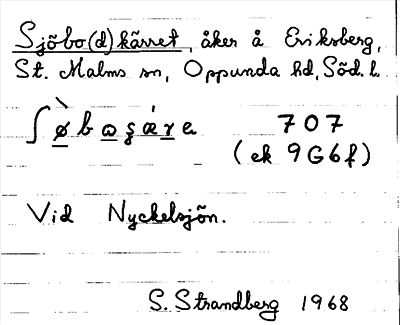 Sjöbo(d)kärret, åker å Eriksberg,
St. Malms sn, Oppunda hd, Söd. l.
707
(ek 9G6f)
Vid Nyckelsjön.
S. Strandberg 1968